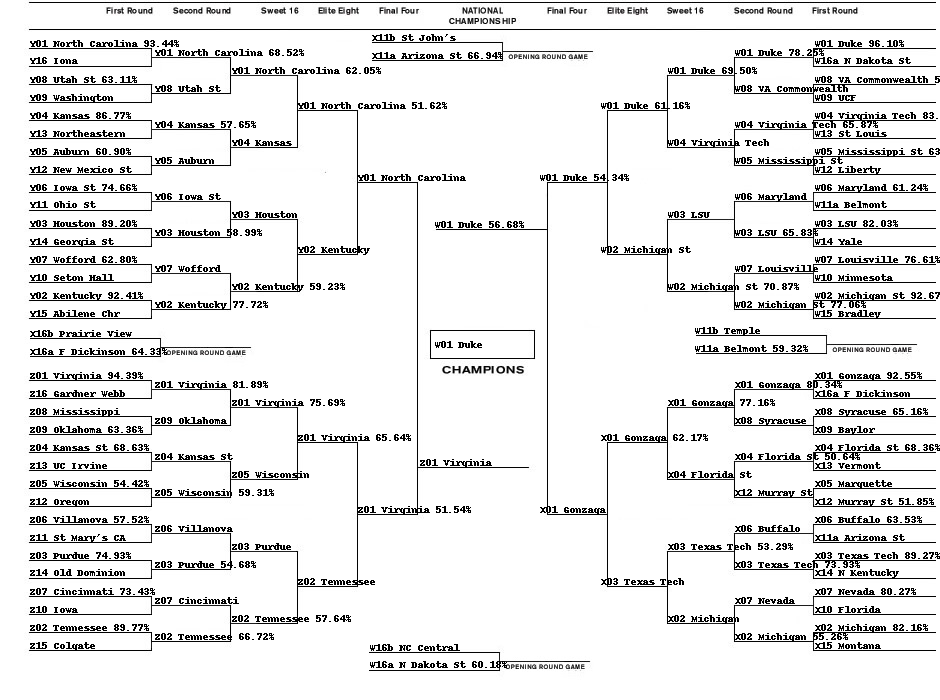 First Round Second Round Sweet 16 Elite Eight Final Four NATIONAL CHAMPIONSHIP Final Four Elite Eight Sweet 16 Second Round First Round
X11b St John's
X11a Arizona St 66.94%
OPENING ROUND GAME
Y01 North Carolina 93.44%
Y16 Iona
Y08 Utah St 63.11%
Y09 Washington
Y04 Kansas 86.77%
Y13 Northeastern
Y05 Auburn 60.90%
Y12 New Mexico St
Y06 Iowa St 74.66%
Y11 Ohio St
Y03 Houston 89.20%
Y14 Georgia St
Y07 Wofford 62.80%
Y10 Seton Hall
Y02 Kentucky 92.41%
Y15 Abilene Chr
Y01 North Carolina 68.52%
Y08 Utah St
Y04 Kansas 57.65%
Y05 Auburn
Y06 Iowa St
Y03 Houston 58.99%
Y07 Wofford
Y02 Kentucky 77.72%
Y01 North Carolina 62.05%
Y04 Kansas
Y03 Houston
Y02 Kentucky 59.23%
Y01 North Carolina 51.62%
Y02 Kentucky
Y01 North Carolina
X16b Prairie View
X16a F Dickinson 64.33%
OPENING ROUND GAME
Z01 Virginia 94.39%
Z16 Gardner Webb
Z08 Mississippi
Z09 Oklahoma 63.36%
Z04 Kansas St 68.63%
Z13 UC Irvine
Z05 Wisconsin 54.42%
Z12 Oregon
Z06 Villanova 57.52%
Z11 St Mary's CA
Z03 Purdue 74.93%
Z14 Old Dominion
Z07 Cincinnati 73.43%
Z10 Iowa
Z02 Tennessee 89.77%
Z15 Colgate
Z01 Virginia 81.89%
Z09 Oklahoma
Z04 Kansas St
Z05 Wisconsin 59.31%
Z06 Villanova
Z03 Purdue 54.68%
Z07 Cincinnati
Z02 Tennessee 66.72%
Z01 Virginia 75.69%
Z05 Wisconsin
Z03 Purdue
Z02 Tennessee 57.64%
Z01 Virginia 65.64%
Z02 Tennessee
Z01 Virginia 51.54%
Z01 Virginia
W01 Duke 56.68%
W01 Duke
CHAMPIONS
W01 Duke 54.34%
X01 Gonzaga
W01 Duke 61.16%
W02 Michigan St
W01 Duke 69.50%
W04 Virginia Tech
W03 LSU
W02 Michigan St 70.87%
W01 Duke 78.25%
W08 VA Commonwealth
W04 Virginia Tech 65.87%
W05 Mississippi St
W06 Maryland
W03 LSU 65.83%
W07 Louisville
W02 Michigan St 77.06%
W01 Duke 96.10%
W16a N Dakota St
W08 VA Commonwealth 5
W09 UCF
W04 Virginia Tech 83.
W13 St Louis
W05 Mississippi St 63
W12 Liberty
W06 Maryland 61.24%
W11a Belmont
W03 LSU 82.03%
W14 Yale
W07 Louisville 76.61%
W10 Minnesota
W02 Michigan St 92.67
W15 Bradley
W11b Temple
W11a Belmont 59.32%
OPENING ROUND GAME
X01 Gonzaga 62.17%
X03 Texas Tech
X01 Gonzaga 77.16%
X04 Florida St
X03 Texas Tech 53.29%
X02 Michigan
X01 Gonzaga 80.34%
X08 Syracuse
X04 Florida St 50.64%
X12 Murray St
X06 Buffalo
X03 Texas Tech 73.93%
X07 Nevada
X02 Michigan 55.26%
X01 Gonzaga 92.55%
X16a F Dickinson
X08 Syracuse 65.16%
X09 Baylor
X04 Florida St 68.36%
X13 Vermont
X05 Marquette
X12 Murray St 51.85%
X06 Buffalo 63.53%
X11a Arizona St
X03 Texas Tech 89.27%
X14 N Kentucky
X07 Nevada 80.27%
X10 Florida
X02 Michigan 82.16%
X15 Montana
W16b NC Central
W16a N Dakota St 60.18%
OPENING ROUND GAME